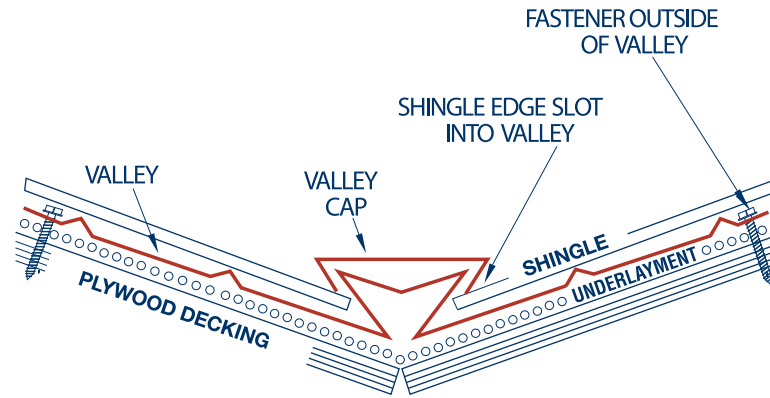 FASTENER OUTSIDE
OF VALLEY
SHINGLE EDGE SLOT
INTO VALLEY
VALLEY
VALLEY
CAP
SHINGLE
UNDERLAYMENT
PLYWOOD DECKING